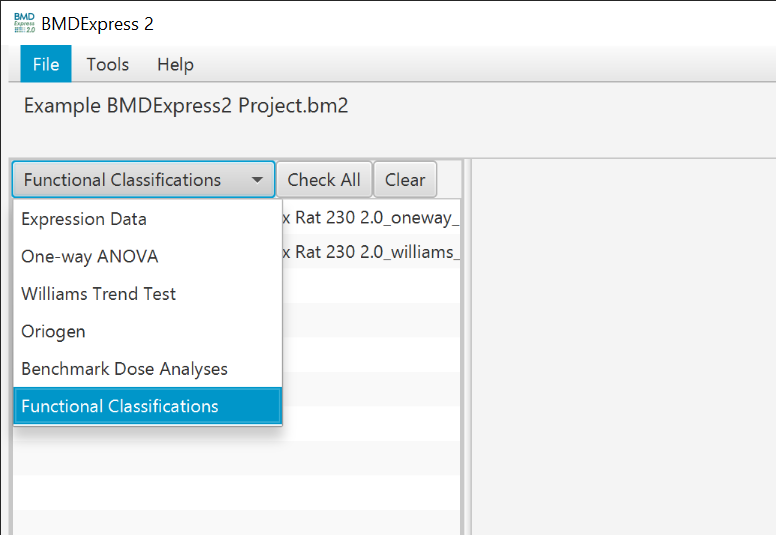 BMD Express 2.0
BMDExpress 2
File Tools Help
Example BMDExpress2 Project.bm2
Functional Classifications Check All Clear
Expression Data
x Rat 230 2.0_oneway_
One-way ANOVA
x Rat 230 2.0_williams_
Williams Trend Test
Oriogen
Benchmark Dose Analyses
Functional Classifications